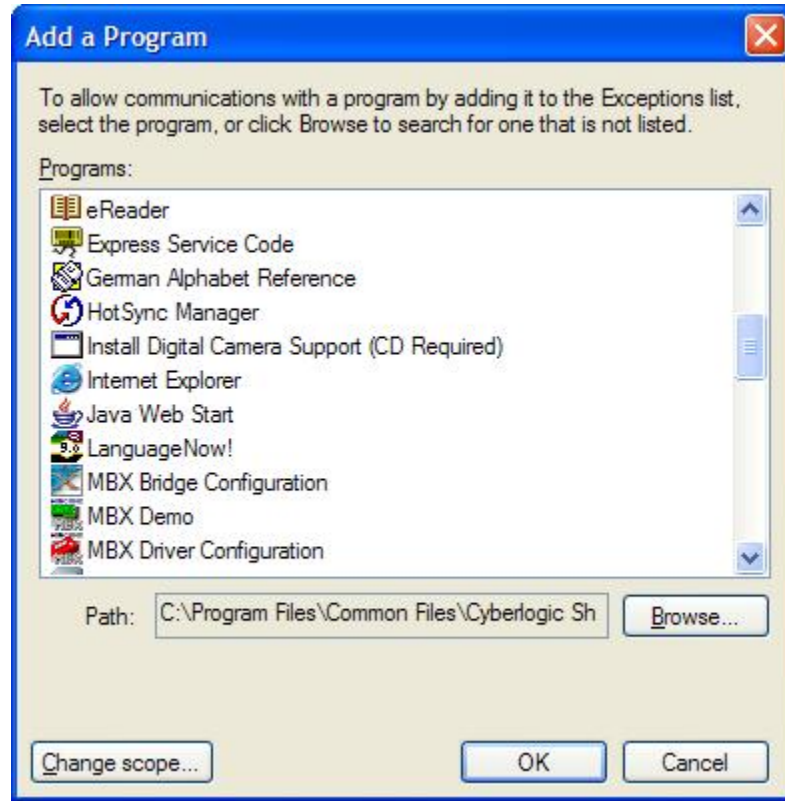 Add a Program
To allow communications with a program by adding it to the Exceptions list,
select the program, or click Browse to search for one that is not listed.
Programs:
eReader
Express Service Code
German Alphabet Reference
HotSync Manager
Install Digital Camera Support (CD Required)
Internet Explorer
Java Web Start
LanguageNow!
MBX Bridge Configuration
MBX Demo
MBX Driver Configuration
Path: C:\Program Files\Common Files\Cyberlogic Sh Browse...
Change scope... OK Cancel